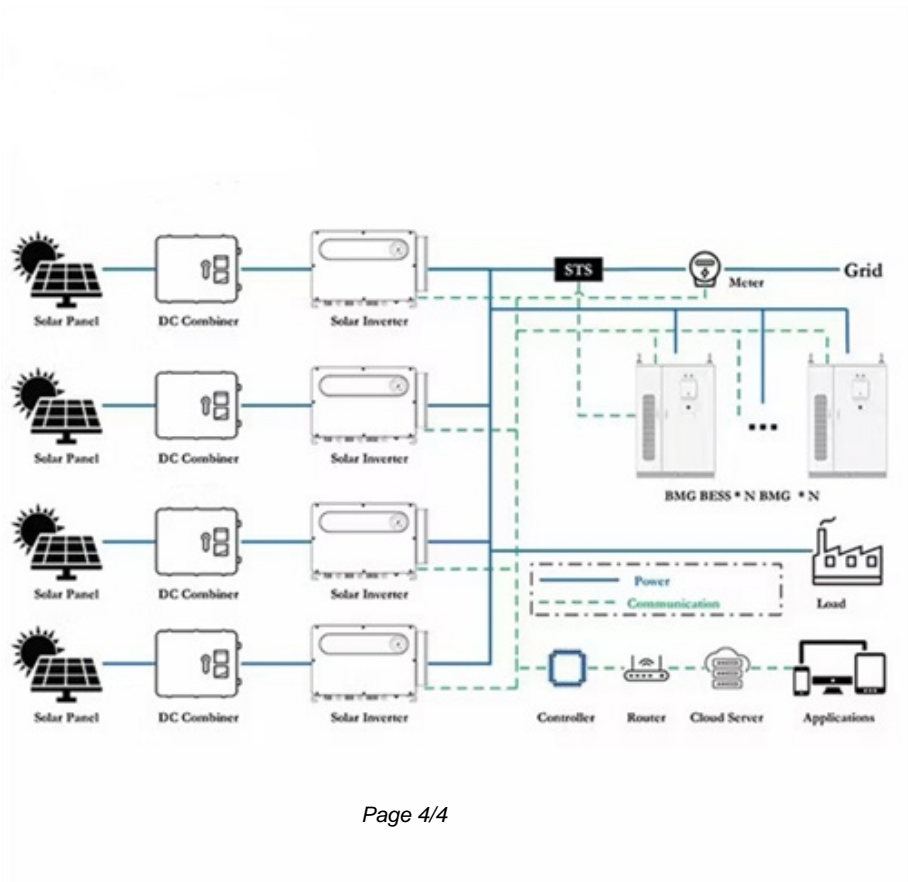 STS
Grid
Meter
Solar Panel
DC Combiner
Solar Inverter
Solar Panel
DC Combiner
Solar Inverter
BMG BESS * N BMG * N
Solar Panel
DC Combiner
Solar Inverter
Power
Communication
Load
Solar Panel
DC Combiner
Solar Inverter
Controller
Router
Cloud Server
Applications
Page 4/4